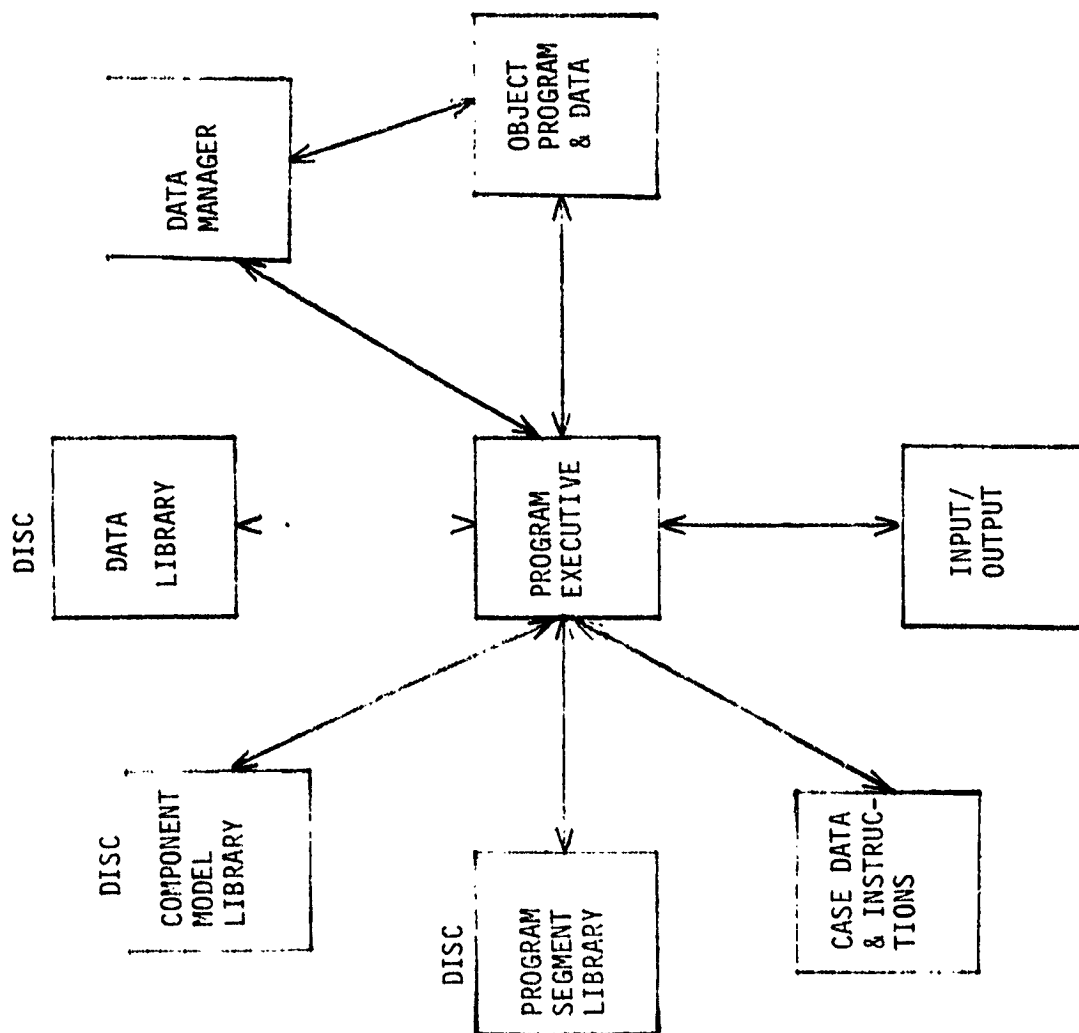 DISC
DATA
LIBRARY
DISC
COMPONENT
MODEL
LIBRARY
DATA
MANAGER
DISC
PROGRAM
SEGMENT
LIBRARY
PROGRAM
EXECUTIVE
OBJECT
PROGRAM
& DATA
CASE DATA
& INSTRUC-
TIONS
INPUT/
OUTPUT